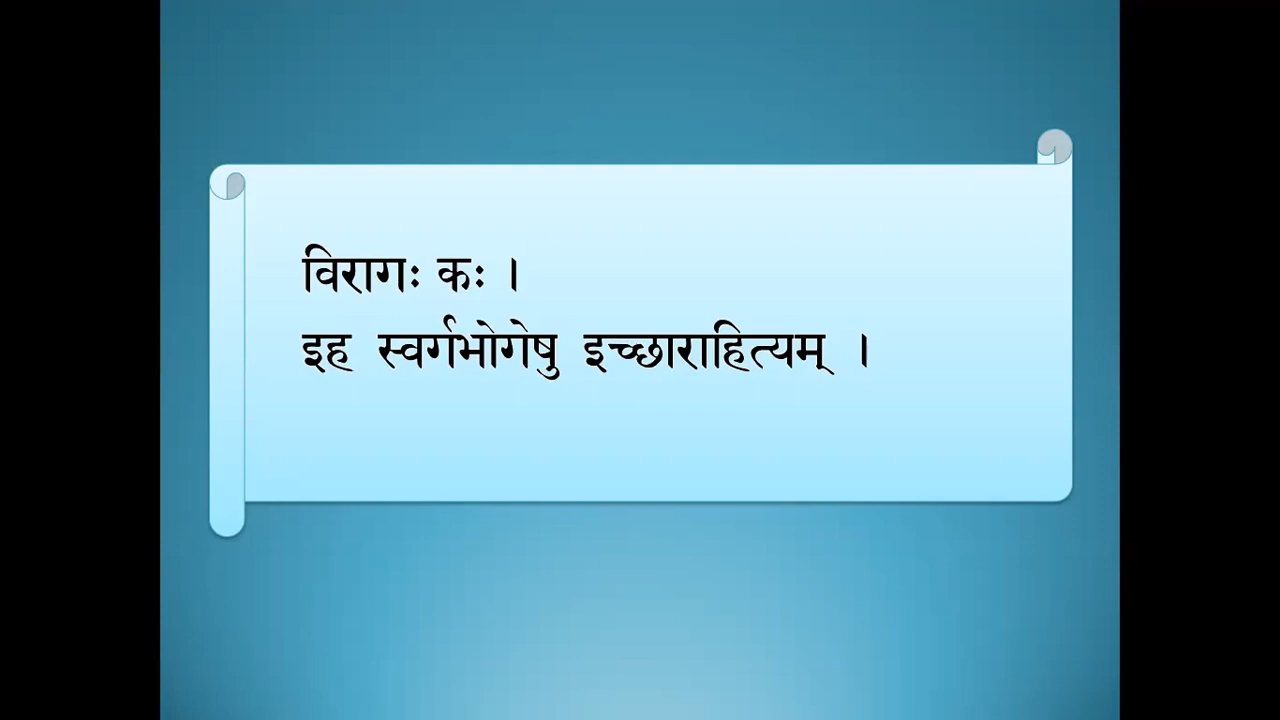 विरागः कः ।
इह स्वर्गभोगेषु इच्छाराहित्यम् ।